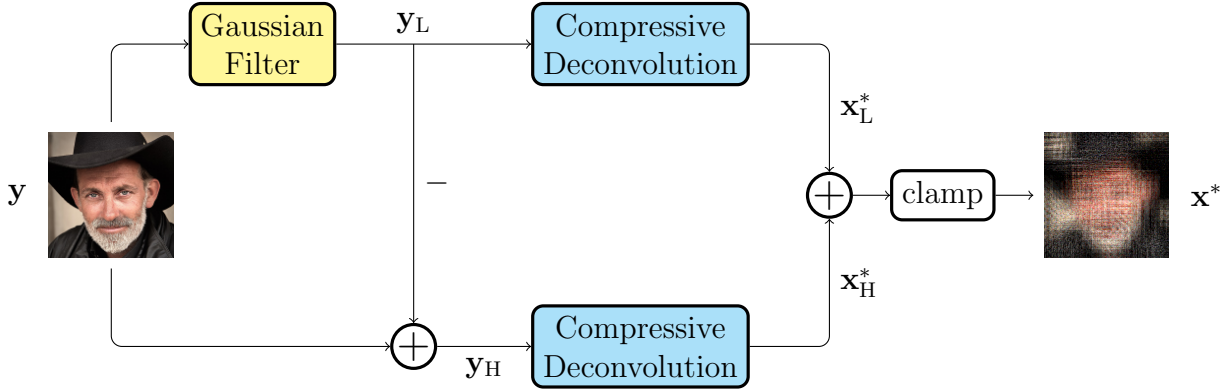 Gaussian
Filter
y_L
Compressive
Deconvolution
x*_L
y
−
clamp
x*
x*_H
y_H
Compressive
Deconvolution